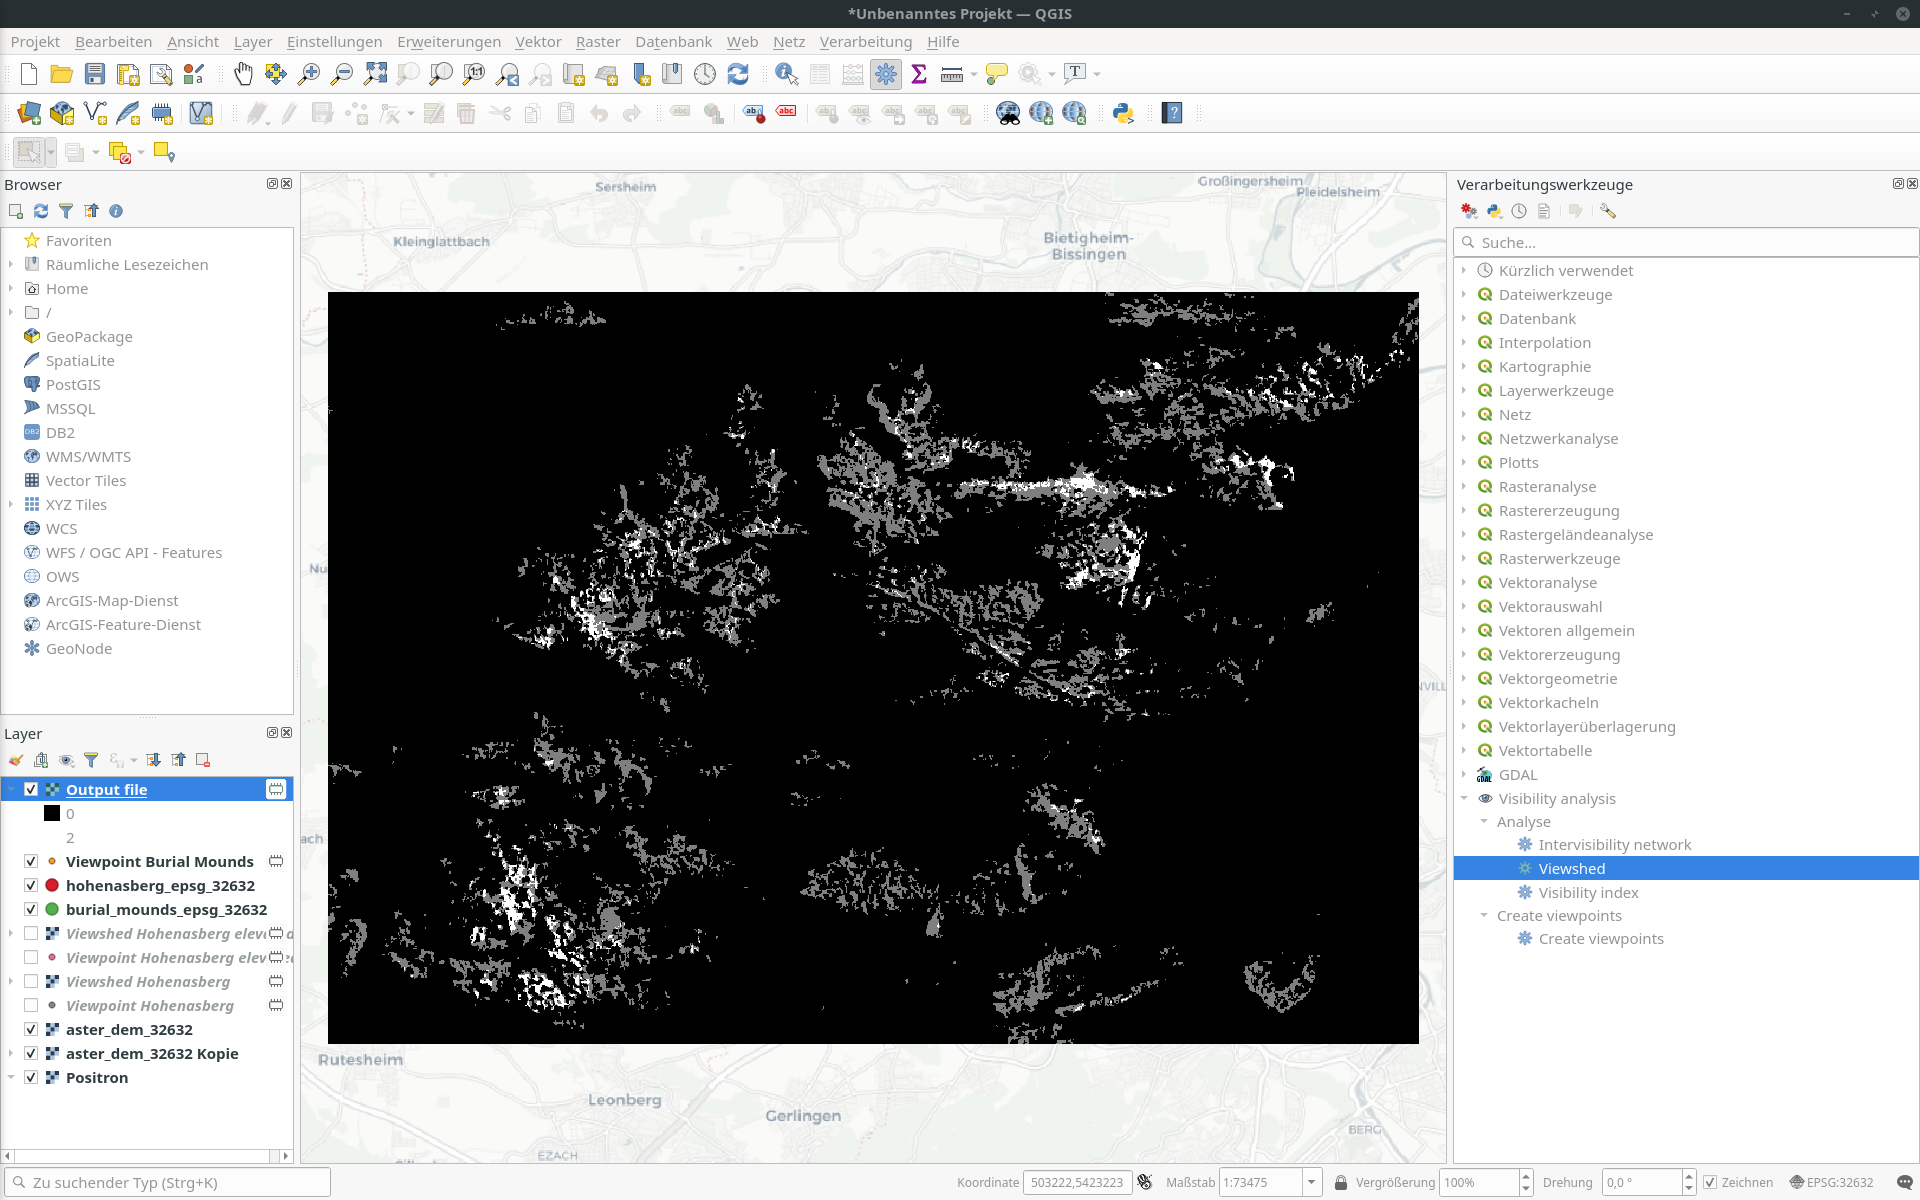 *Unbenanntes Projekt — QGIS
Projekt Bearbeiten Ansicht Layer Einstellungen Erweiterungen Vektor Raster Datenbank Web Netz Verarbeitung Hilfe
Browser
Favoriten
Räumliche Lesezeichen
Home
/
GeoPackage
SpatiaLite
PostGIS
MSSQL
DB2
WMS/WMTS
Vector Tiles
XYZ Tiles
WCS
WFS / OGC API - Features
OWS
ArcGIS-Map-Dienst
ArcGIS-Feature-Dienst
GeoNode
Layer
Output file
0
2
Viewpoint Burial Mounds
hohenasberg_epsg_32632
burial_mounds_epsg_32632
Viewshed Hohenasberg
Viewpoint Hohenasberg
Viewshed Hohenasberg
Viewpoint Hohenasberg
aster_dem_32632
aster_dem_32632 Kopie
Positron
Sersheim
Großingersheim
Pleidelsheim
Kleinglattbach
Bietigheim-
Bissingen
Rutesheim
Leonberg
Gerlingen
BERG
EZACH
Verarbeitungswerkzeuge
Suche...
Kürzlich verwendet
Dateiwerkzeuge
Datenbank
Interpolation
Kartographie
Layerwerkzeuge
Netz
Netzwerkanalyse
Plotts
Rasteranalyse
Rastererzeugung
Rastergeländeanalyse
Rasterwerkzeuge
Vektoranalyse
Vektorauswahl
Vektoren allgemein
Vektorerzeugung
Vektorgeometrie
Vektorkacheln
Vektorlayerüberlagerung
Vektortabelle
GDAL
Visibility analysis
Analyse
Intervisibility network
Viewshed
Visibility index
Create viewpoints
Create viewpoints
Zu suchender Typ (Strg+K)
Koordinate 503222,5423223 Maßstab 1:73475 Vergrößerung 100% Drehung 0,0 ° Zeichnen EPSG:32632